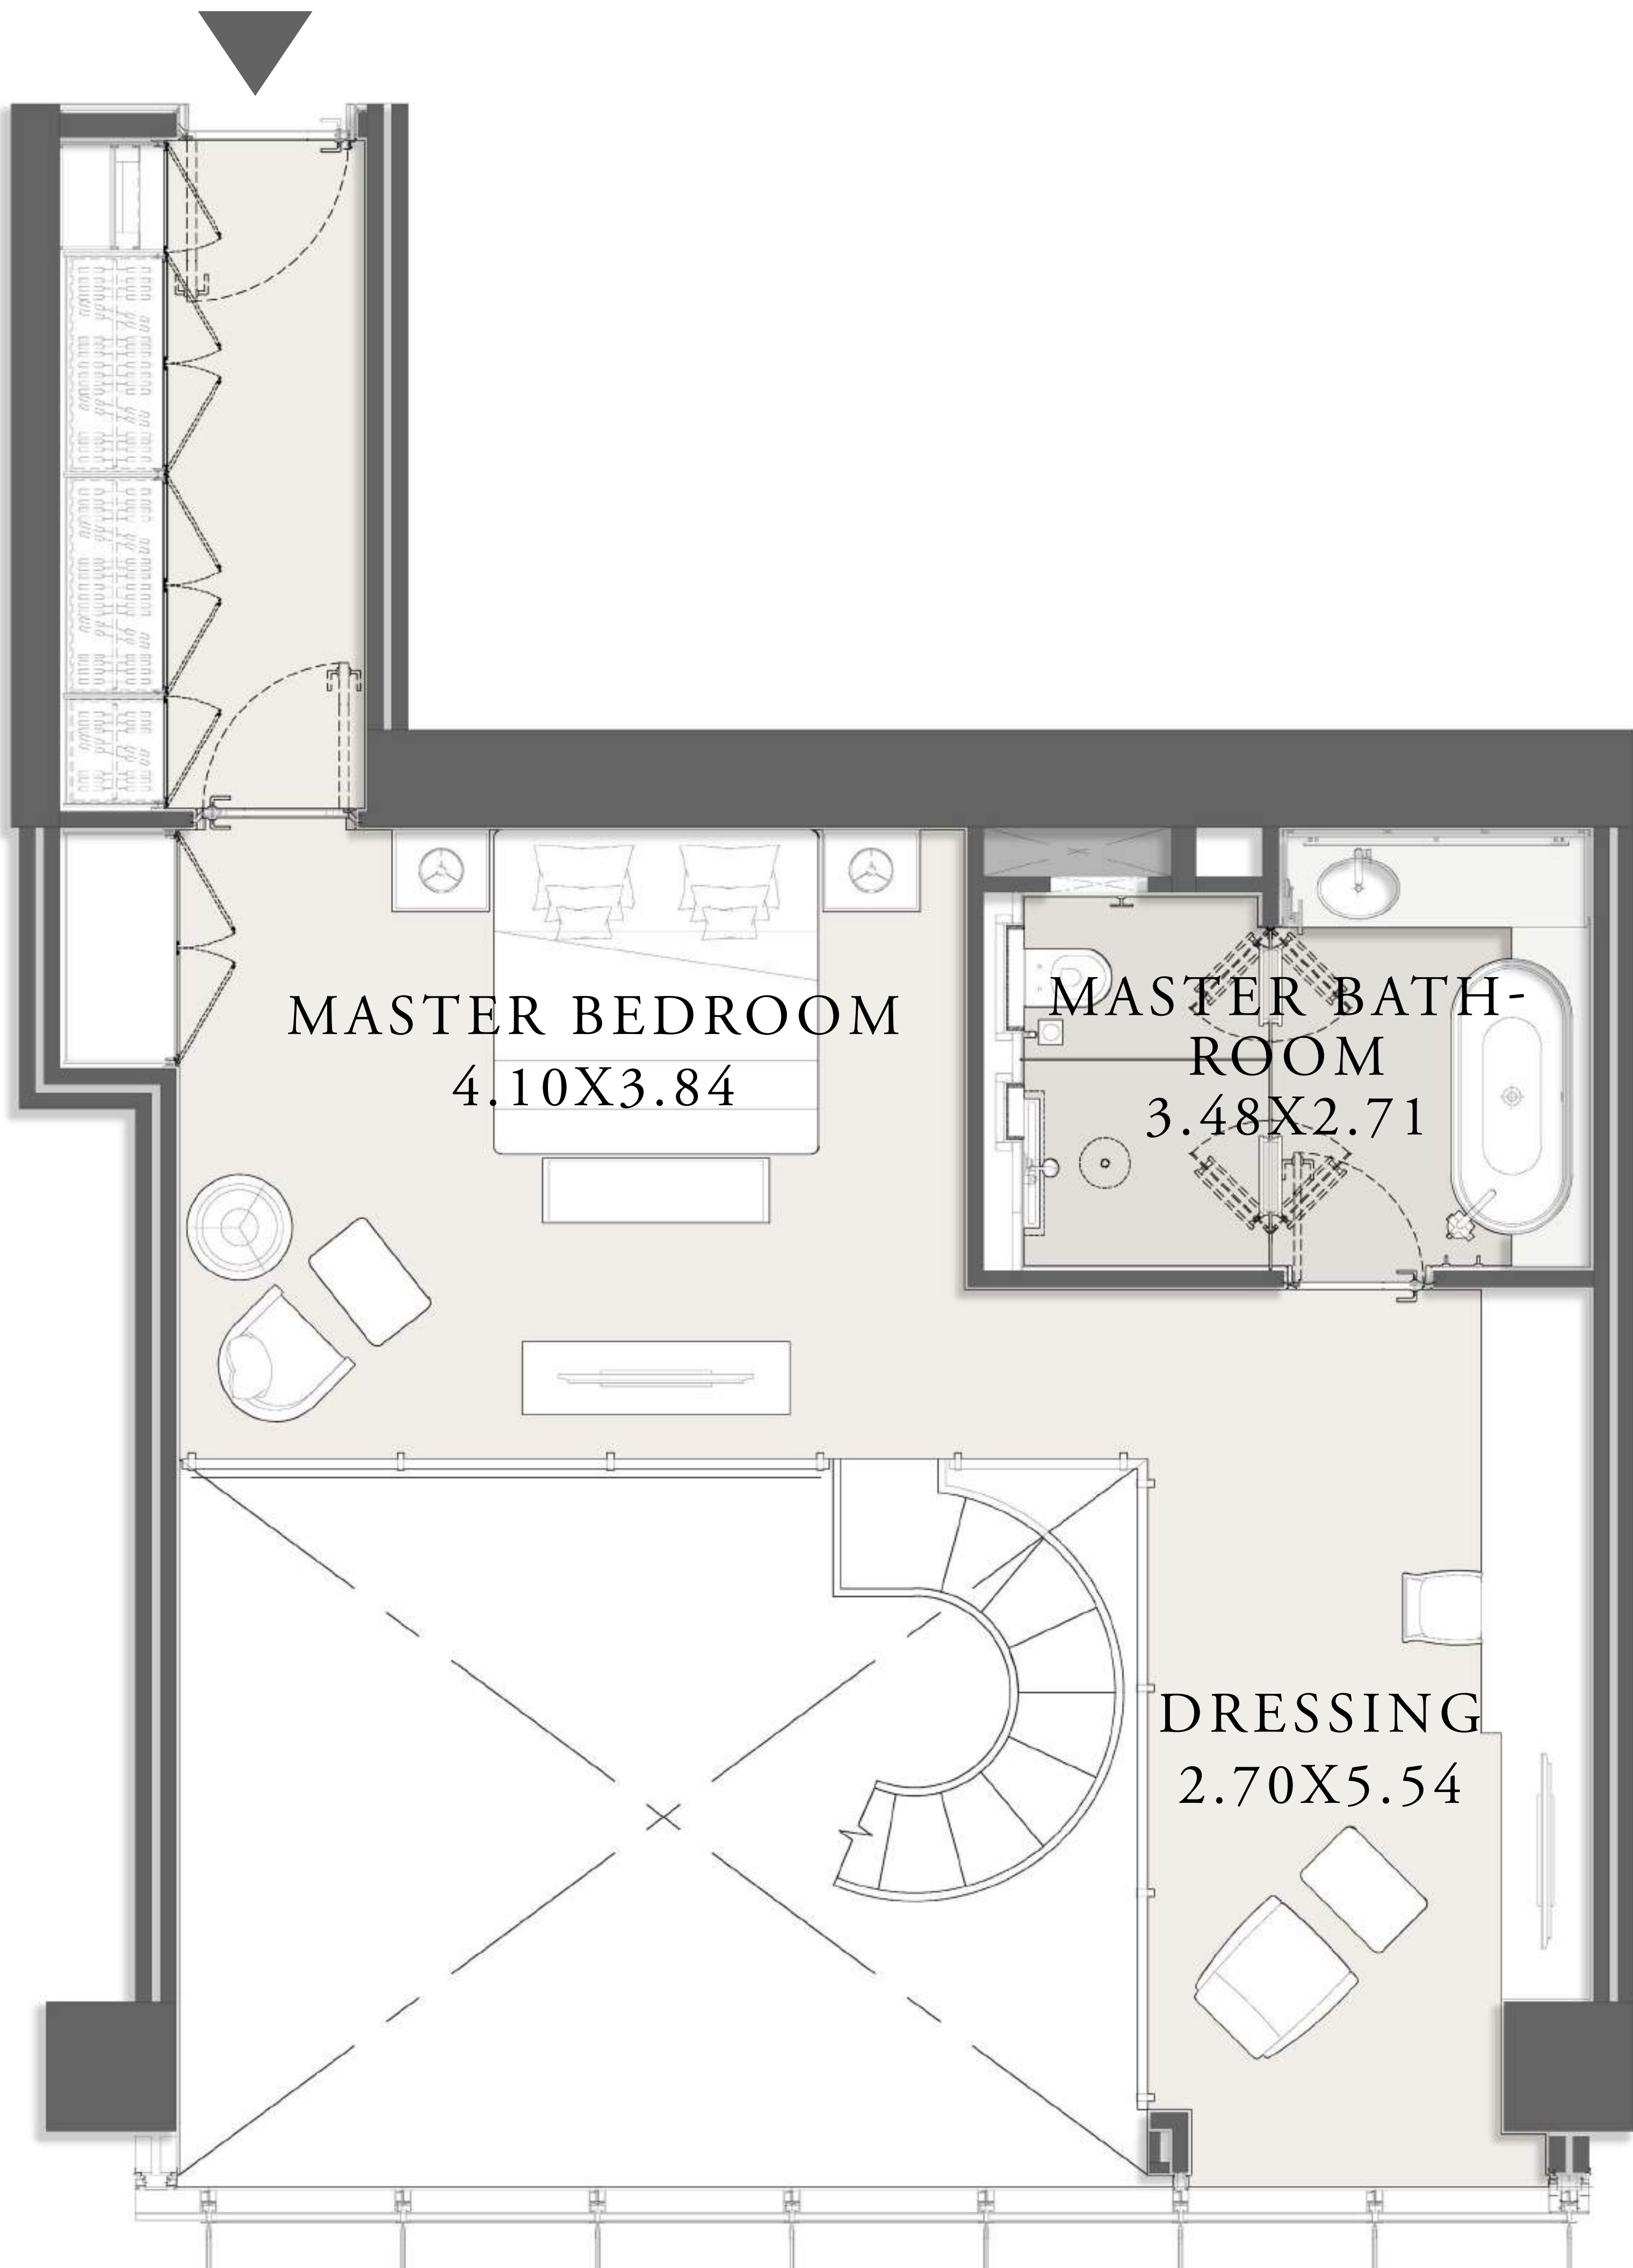 MASTER BEDROOM
4.10X3.84
MASTER BATH-
ROOM
3.48X2.71
DRESSING
2.70X5.54